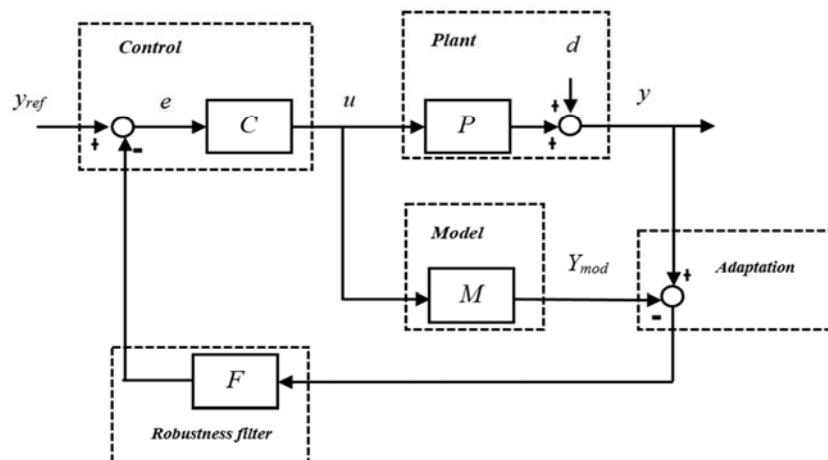 Control
Plant
d
y_ref
e
C
u
P
y
+
-
+
+
Model
Y_mod
M
Adaptation
+
-
F
Robustness filter